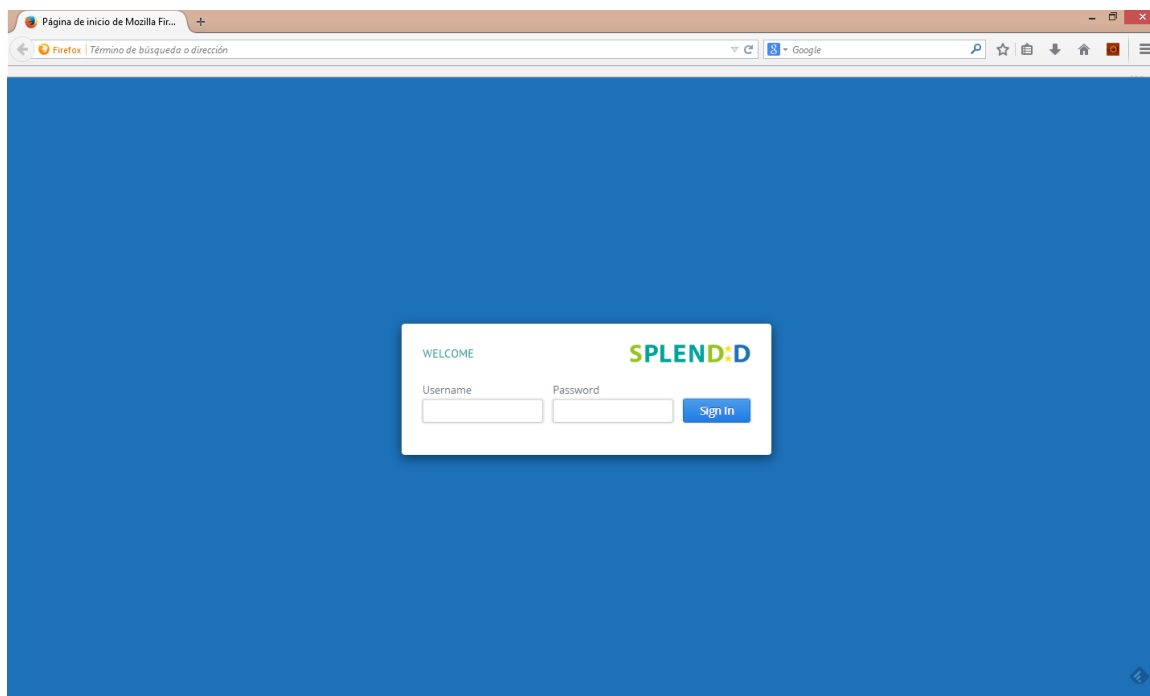 Página de inicio de Mozilla Fir...
Firefox Término de búsqueda o dirección
Google
WELCOME
SPLEND:D
Username Password
Sign In